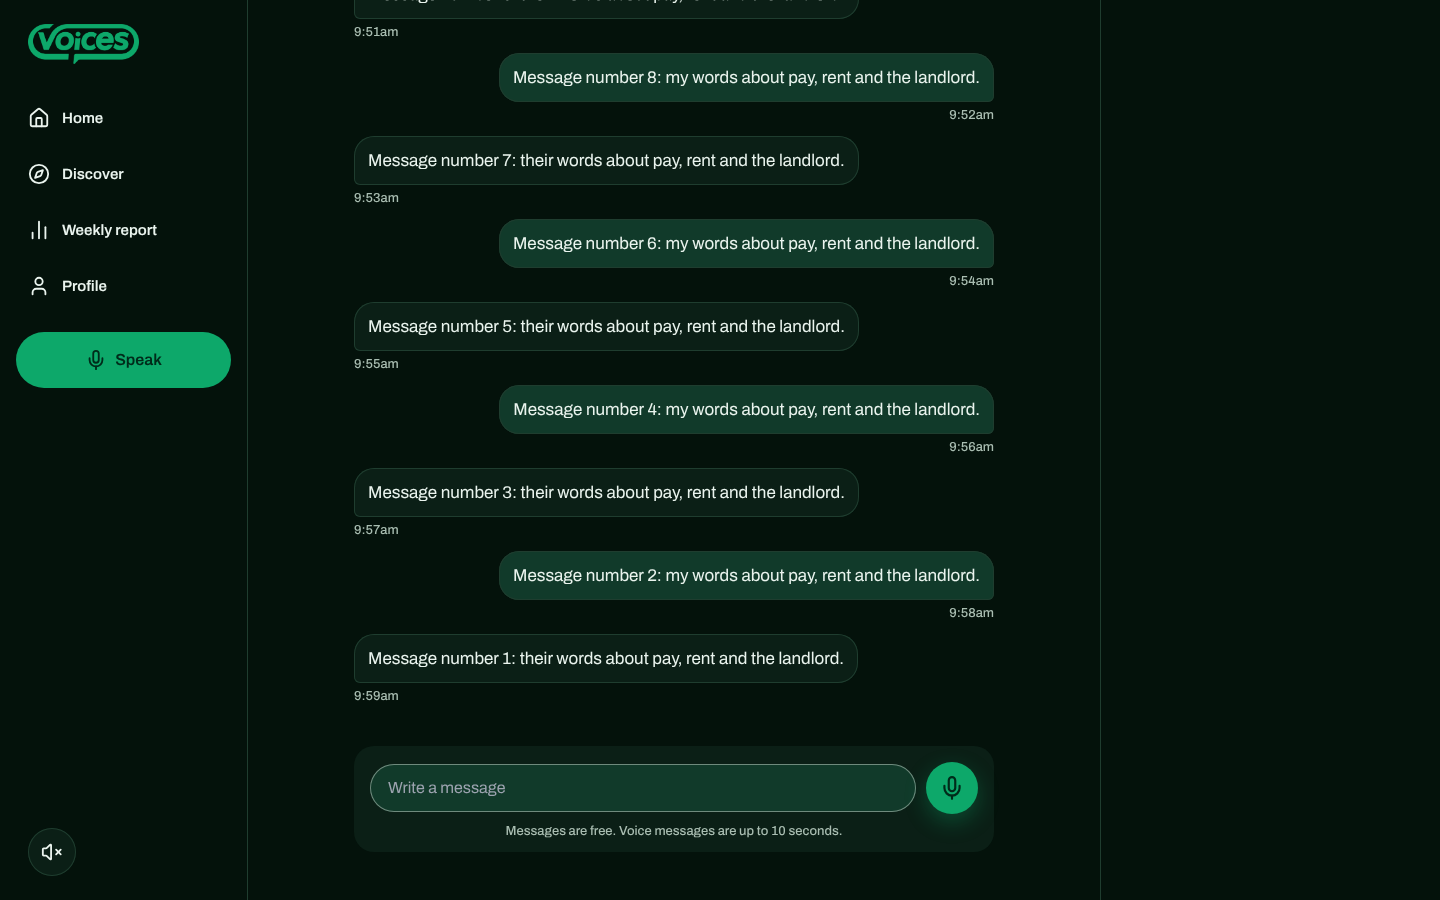 Voices
Home
Discover
Weekly report
Profile
Speak
9:51am
Message number 8: my words about pay, rent and the landlord.
9:52am
Message number 7: their words about pay, rent and the landlord.
9:53am
Message number 6: my words about pay, rent and the landlord.
9:54am
Message number 5: their words about pay, rent and the landlord.
9:55am
Message number 4: my words about pay, rent and the landlord.
9:56am
Message number 3: their words about pay, rent and the landlord.
9:57am
Message number 2: my words about pay, rent and the landlord.
9:58am
Message number 1: their words about pay, rent and the landlord.
9:59am
Write a message
Messages are free. Voice messages are up to 10 seconds.